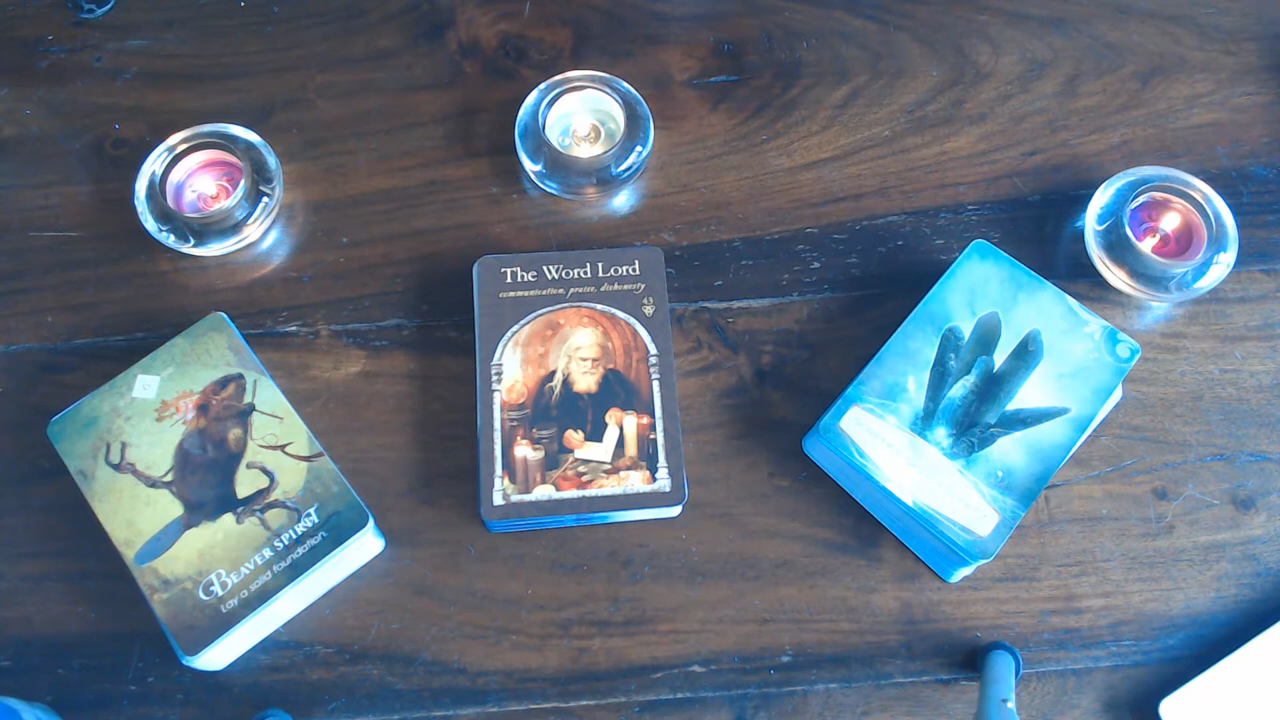 The Word Lord
communication, praise, dishonesty
43
BEAVER SPIRIT
Lay a solid foundation.